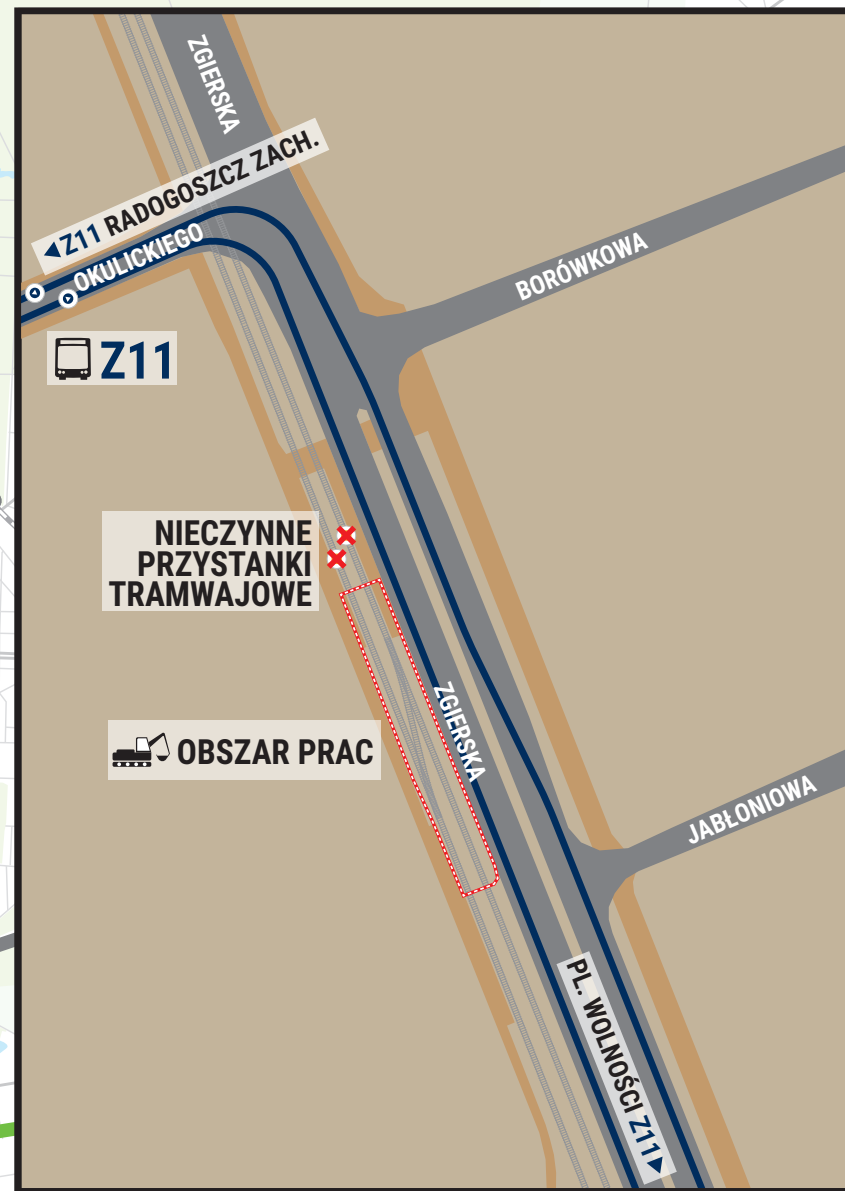 ZGIERSKA
◀Z11 RADOGOSZCZ ZACH.
OKULICKIEGO
BORÓWKOWA
Z11
NIECZYNNE
PRZYSTANKI
TRAMWAJOWE
ZGIERSKA
OBSZAR PRAC
JABŁONIOWA
PL. WOLNOŚCI Z11▶